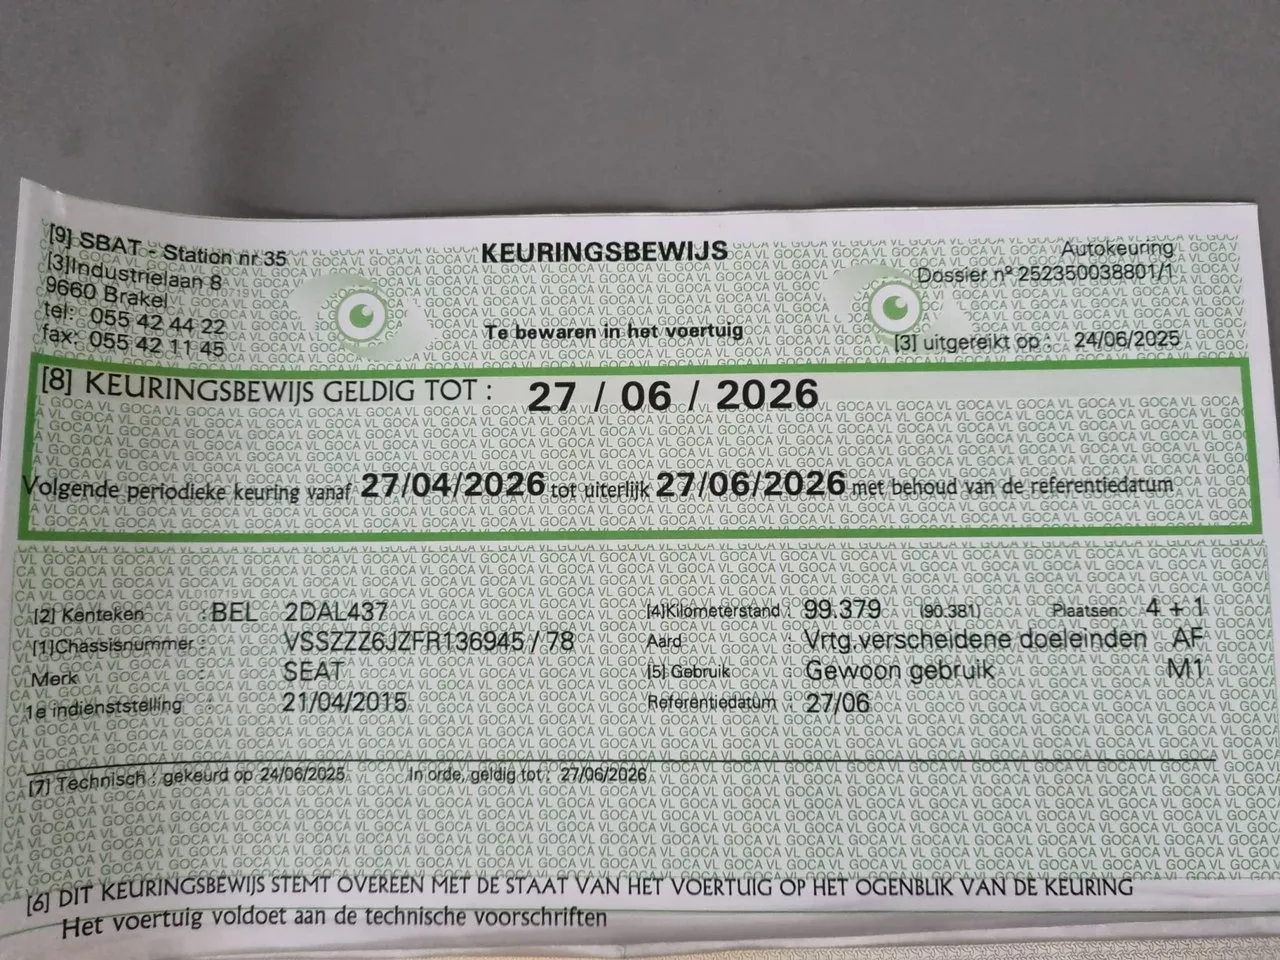 [9] SBAT - Station nr 35
[3]Industrielaan 8
9660 Brakel
tel: 055 42 44 22
fax: 055 42 11 45
KEURINGSBEWIJS
Te bewaren in het voertuig
Autokeuring
Dossier n° 252350038801/1
[3] uitgereikt op : 24/06/2025
[8] KEURINGSBEWIJS GELDIG TOT : 27 / 06 / 2026
Volgende periodieke keuring vanaf 27/04/2026 tot uiterlijk 27/06/2026 met behoud van de referentiedatum
[2] Kenteken : BEL 2DAL437 [4]Kilometerstand : 99.379 (90.381) Plaatsen: 4 + 1
[1]Chassisnummer : VSSZZZ6JZFR136945 / 78 Aard : Vrtg.verscheidene doeleinden AF
Merk : SEAT [5] Gebruik : Gewoon gebruik M1
1e indienststelling : 21/04/2015 Referentiedatum : 27/06
[7] Technisch : gekeurd op 24/06/2025 In orde, geldig tot : 27/06/2026
[6] DIT KEURINGSBEWIJS STEMT OVEREEN MET DE STAAT VAN HET VOERTUIG OP HET OGENBLIK VAN DE KEURING
Het voertuig voldoet aan de technische voorschriften